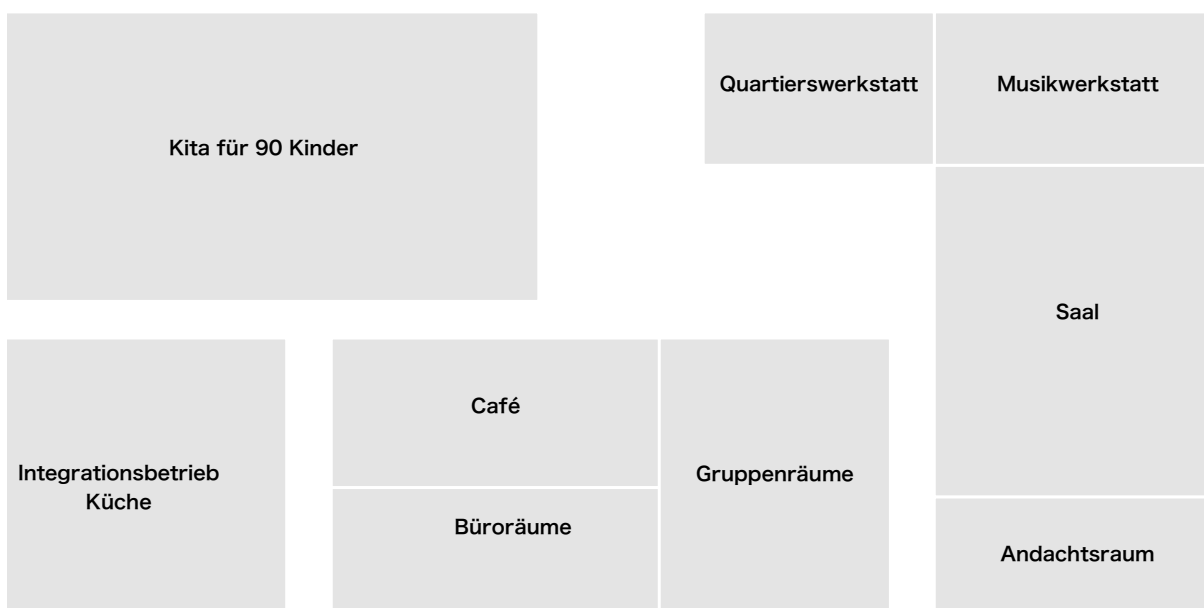 Quartierswerkstatt
Musikwerkstatt
Kita für 90 Kinder
Saal
Café
Integrationsbetrieb
Küche
Gruppenräume
Büroräume
Andachtsraum